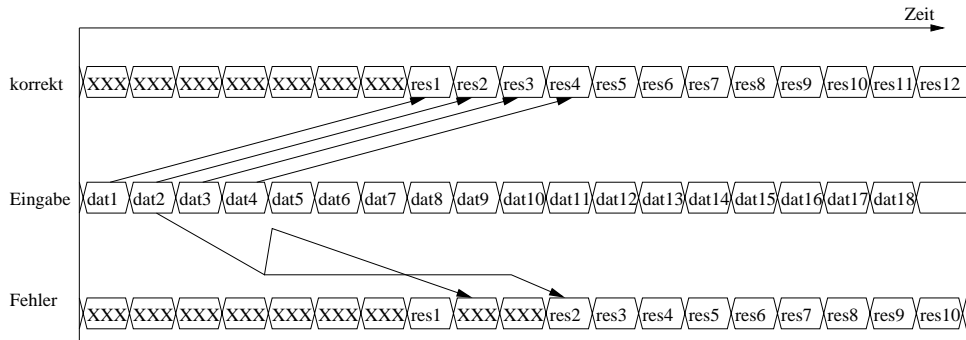 Zeit
korrekt XXX XXX XXX XXX XXX XXX XXX res1 res2 res3 res4 res5 res6 res7 res8 res9 res10 res11 res12
Eingabe dat1 dat2 dat3 dat4 dat5 dat6 dat7 dat8 dat9 dat10 dat11 dat12 dat13 dat14 dat15 dat16 dat17 dat18
Fehler
XXX XXX XXX XXX XXX XXX XXX res1 XXX XXX res2 res3 res4 res5 res6 res7 res8 res9 res10